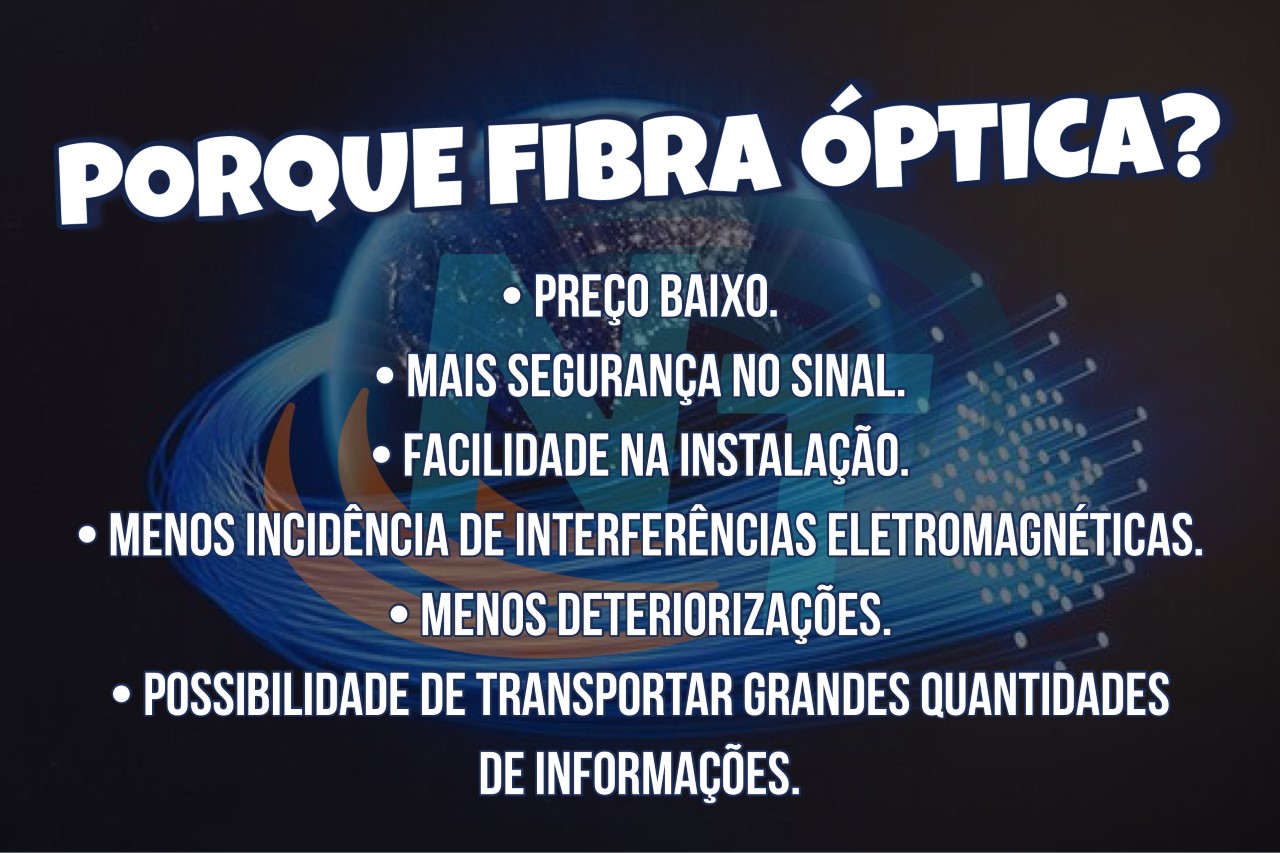 PORQUE FIBRA ÓPTICA?
• PREÇO BAIXO.
• MAIS SEGURANÇA NO SINAL.
• FACILIDADE NA INSTALAÇÃO.
• MENOS INCIDÊNCIA DE INTERFERÊNCIAS ELETROMAGNÉTICAS.
• MENOS DETERIORIZAÇÕES.
• POSSIBILIDADE DE TRANSPORTAR GRANDES QUANTIDADES
DE INFORMAÇÕES.
NT